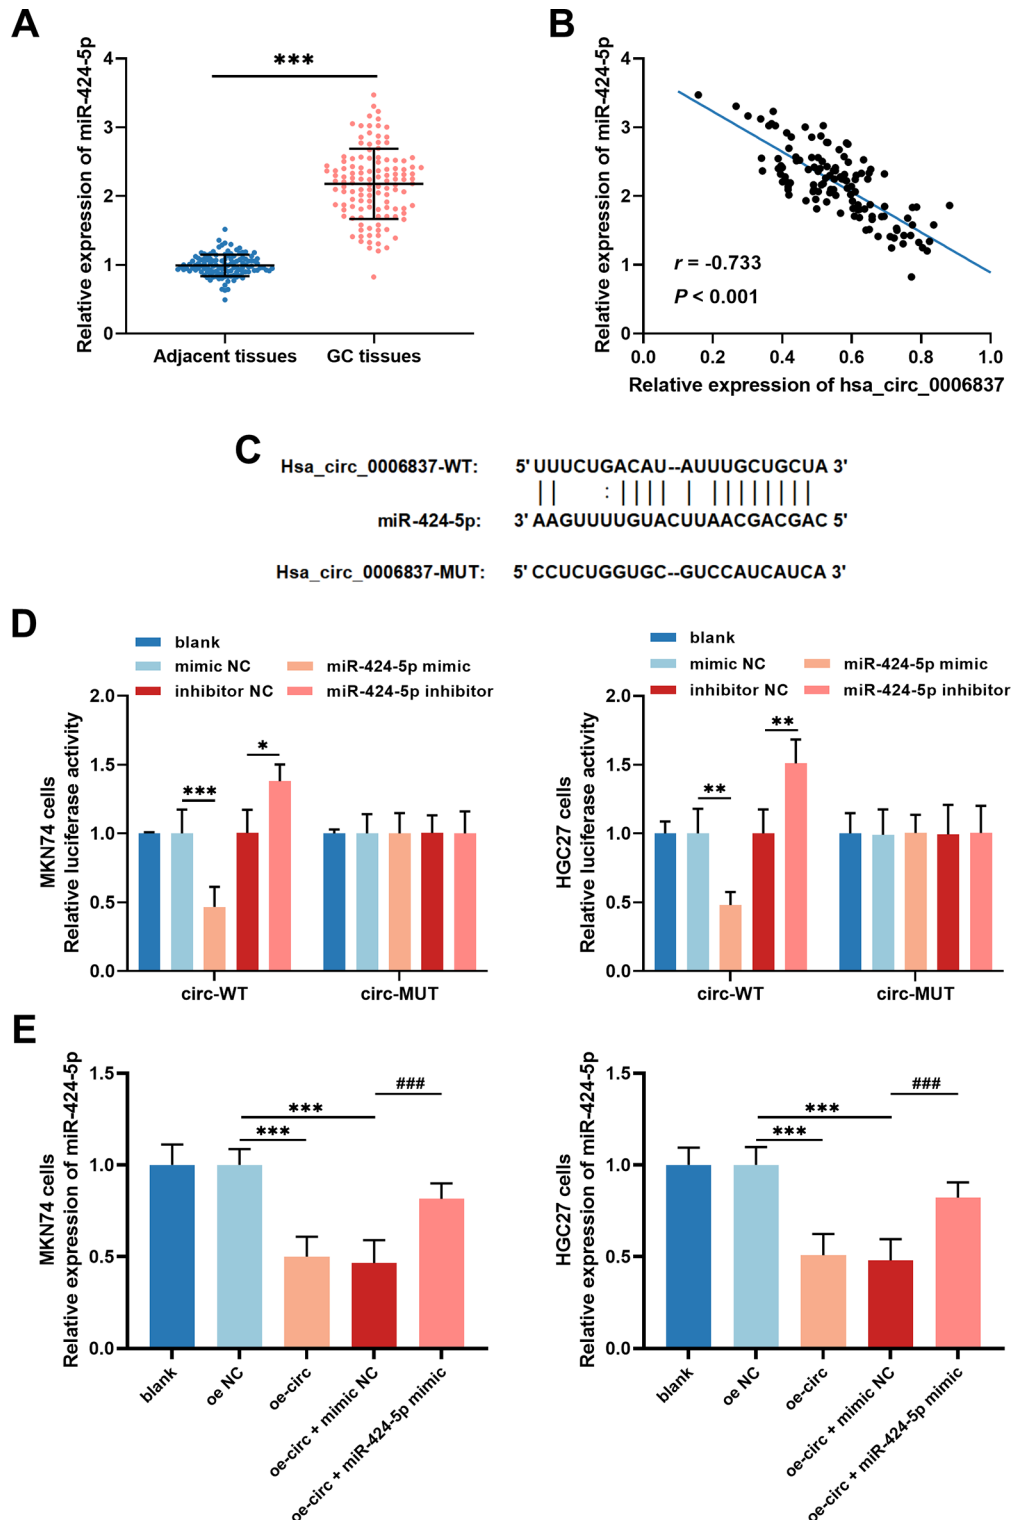 A
Relative expression of miR-424-5p
4
3
2
1
0
***
Adjacent tissues
GC tissues
B
Relative expression of miR-424-5p
4
3
2
1
0
r = -0.733
P < 0.001
0.0
0.2
0.4
0.6
0.8
1.0
Relative expression of hsa_circ_0006837
C
Hsa_circ_0006837-WT: 5' UUUCUGACAU--AUUUGCUGCUA 3'
miR-424-5p: 3' AAGUUUUGUACUUAACGACGAC 5'
Hsa_circ_0006837-MUT: 5' CCUCUGGUGC--GUCCAUCAUCA 3'
D
blank
mimic NC
miR-424-5p mimic
inhibitor NC
miR-424-5p inhibitor
MKN74 cells
Relative luciferase activity
2.0
1.5
1.0
0.5
0.0
***
*
circ-WT
circ-MUT
blank
mimic NC
miR-424-5p mimic
inhibitor NC
miR-424-5p inhibitor
HGC27 cells
Relative luciferase activity
2.0
1.5
1.0
0.5
0.0
**
**
circ-WT
circ-MUT
E
MKN74 cells
Relative expression of miR-424-5p
1.5
1.0
0.5
0.0
###
***
***
blank
oe NC
oe-circ
oe-circ + mimic NC
oe-circ + miR-424-5p mimic
HGC27 cells
Relative expression of miR-424-5p
1.5
1.0
0.5
0.0
###
***
***
blank
oe NC
oe-circ
oe-circ + mimic NC
oe-circ + miR-424-5p mimic